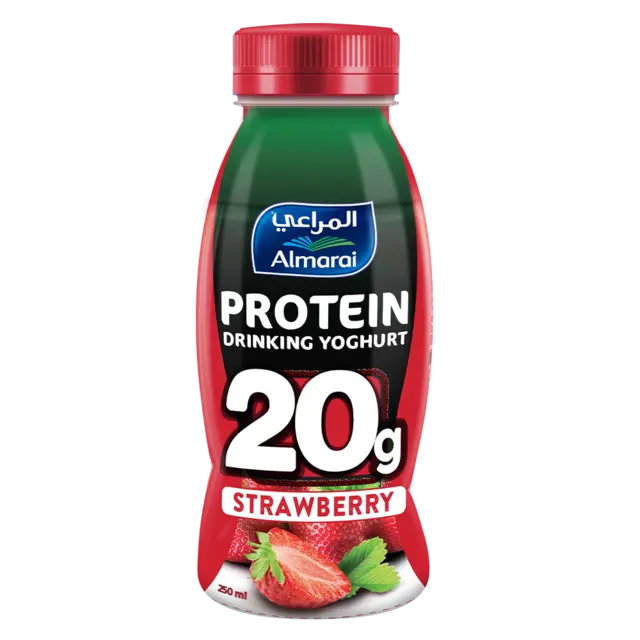 المراعي
Almarai
PROTEIN
DRINKING YOGHURT
20g
STRAWBERRY
250 ml